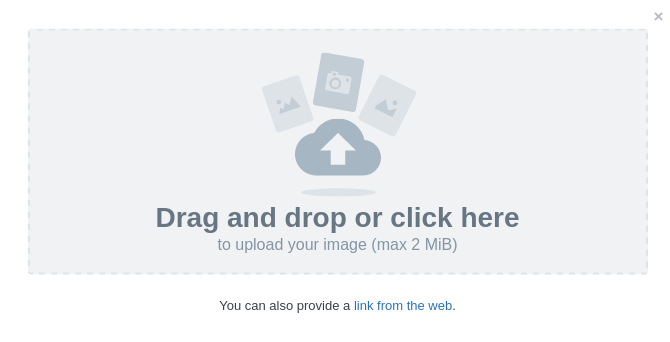 Drag and drop or click here
to upload your image (max 2 MiB)
You can also provide a link from the web.